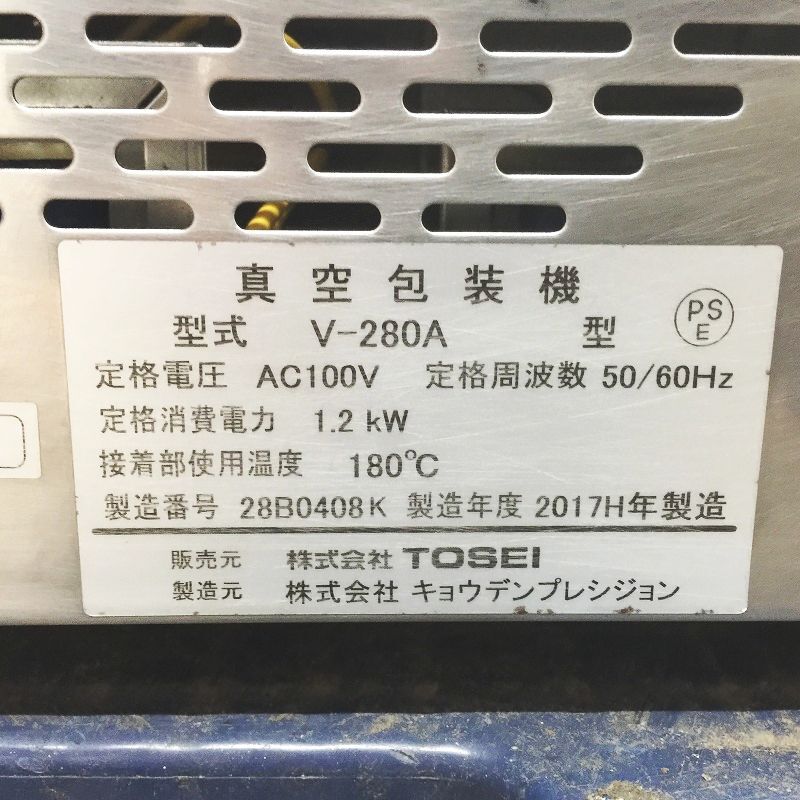 真空包装機
型式 V-280A 型 PSE
定格電圧 AC100V 定格周波数 50/60Hz
定格消費電力 1.2 kW
接着部使用温度 180℃
製造番号 28B0408K 製造年度 2017H年製造
販売元 株式会社 TOSEI
製造元 株式会社 キョウデンプレシジョン